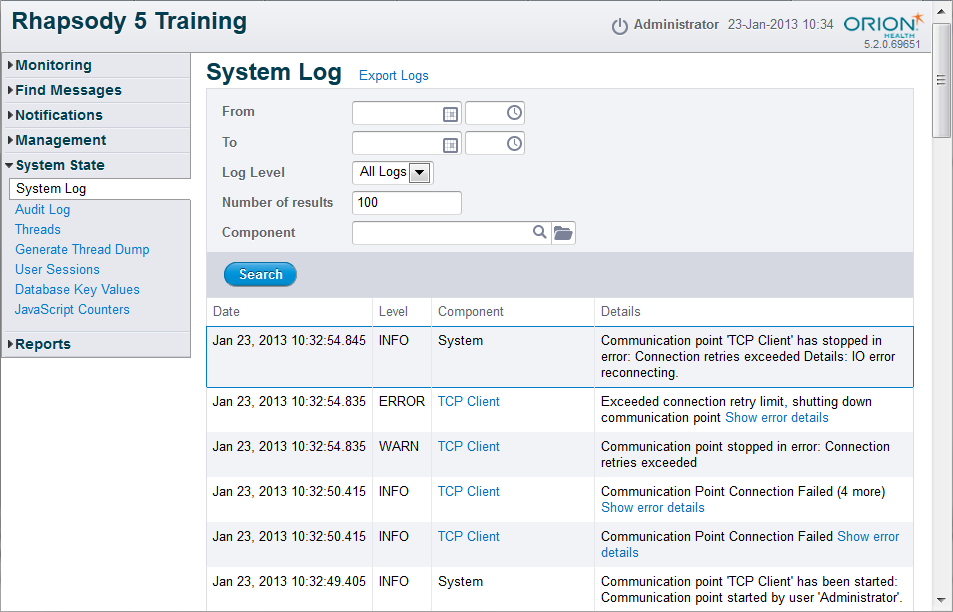 Rhapsody 5 Training
Administrator 23-Jan-2013 10:34
ORION
HEALTH
5.2.0.69651
Monitoring
Find Messages
Notifications
Management
System State
System Log
Audit Log
Threads
Generate Thread Dump
User Sessions
Database Key Values
JavaScript Counters
Reports
System Log Export Logs
From
To
Log Level All Logs
Number of results 100
Component
Search
Date Level Component Details
Jan 23, 2013 10:32:54.845 INFO System Communication point 'TCP Client' has stopped in
error: Connection retries exceeded Details: IO error
reconnecting.
Jan 23, 2013 10:32:54.835 ERROR TCP Client Exceeded connection retry limit, shutting down
communication point Show error details
Jan 23, 2013 10:32:54.835 WARN TCP Client Communication point stopped in error: Connection
retries exceeded
Jan 23, 2013 10:32:50.415 INFO TCP Client Communication Point Connection Failed (4 more)
Show error details
Jan 23, 2013 10:32:50.415 INFO TCP Client Communication Point Connection Failed Show error
details
Jan 23, 2013 10:32:49.405 INFO System Communication point 'TCP Client' has been started:
Communication point started by user 'Administrator'.